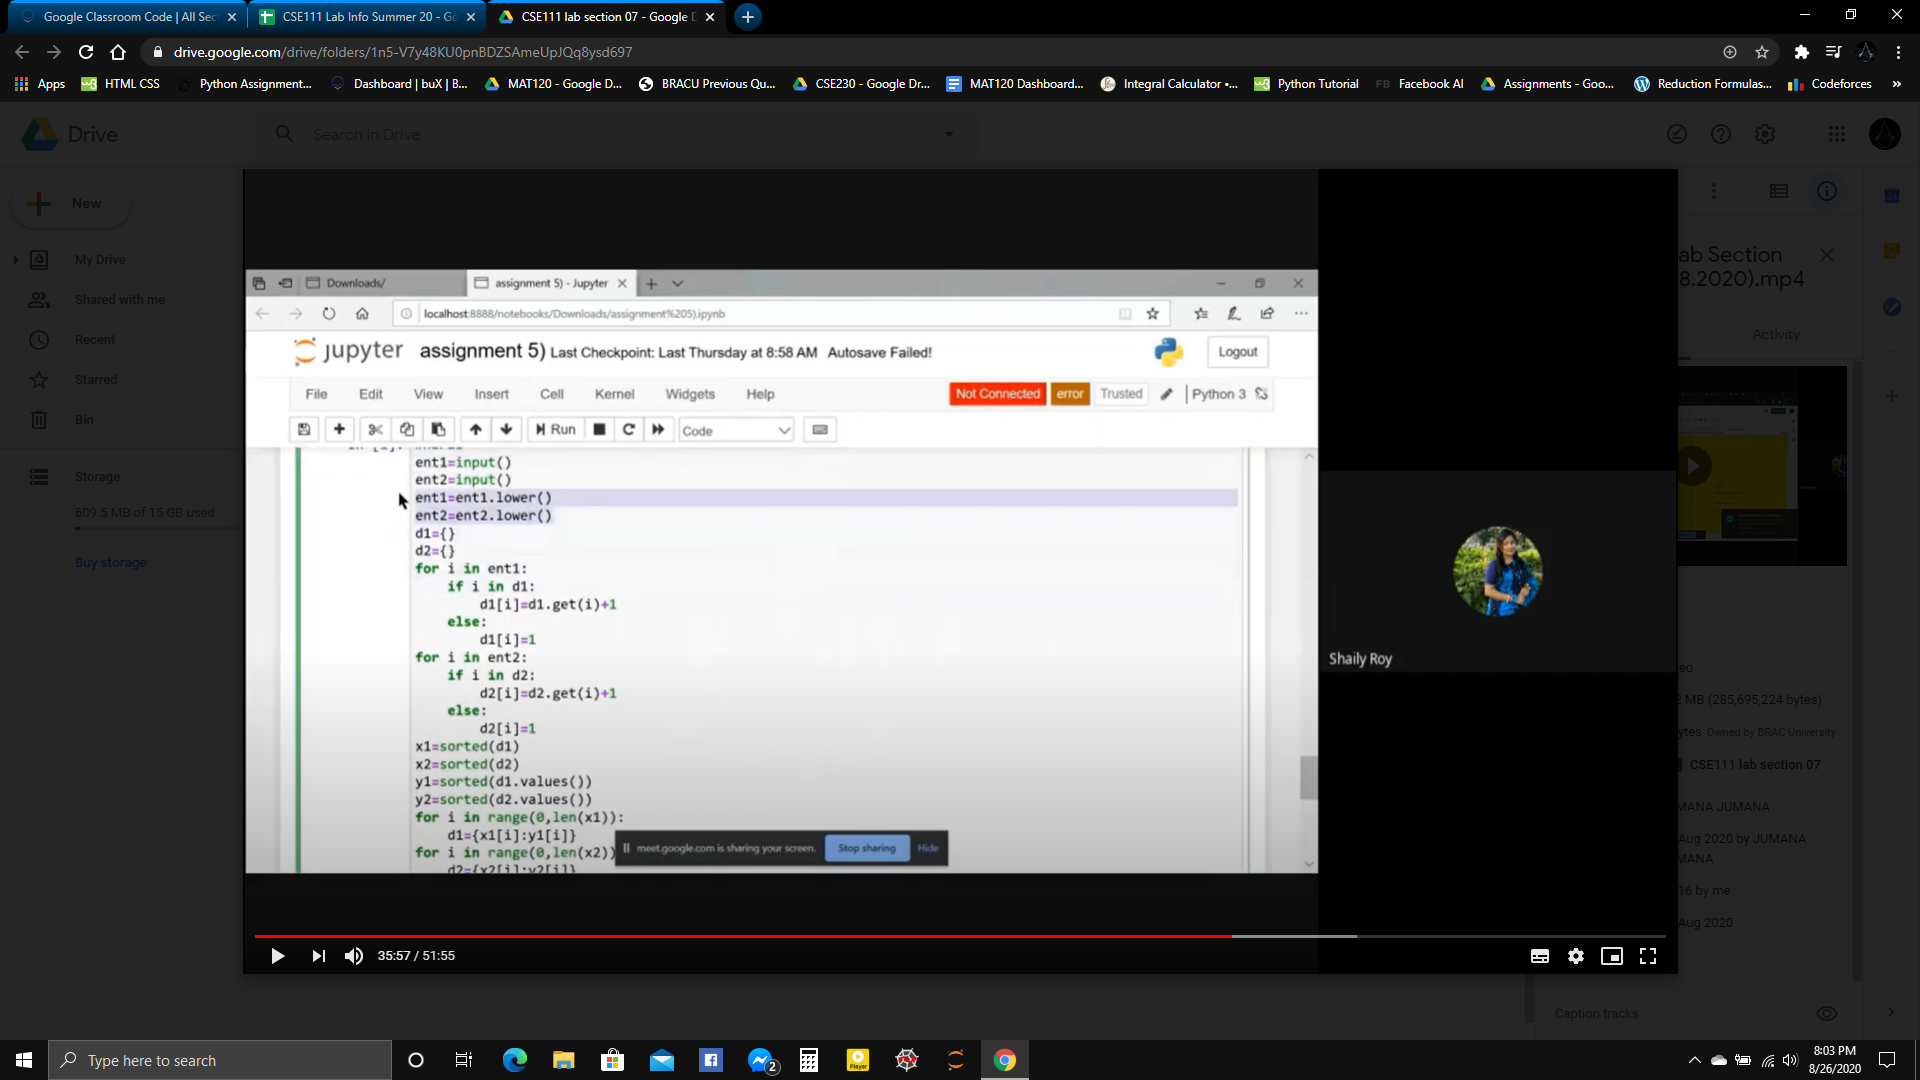 Google Classroom Code | All Sec
CSE111 Lab Info Summer 20 - Go
CSE111 lab section 07 - Google D
drive.google.com/drive/folders/1n5-V7y48KU0pnBDZSAmeUpJQq8ysd697
Apps
HTML CSS
Python Assignment...
Dashboard | buX | B...
MAT120 - Google D...
BRACU Previous Qu...
CSE230 - Google Dr...
MAT120 Dashboard...
Integral Calculator •...
Python Tutorial
FB Facebook AI
Assignments - Goo...
Reduction Formulas...
Codeforces
»
Drive
Search in Drive
New
My Drive
Shared with me
Recent
Starred
Bin
Storage
609.5 MB of 15 GB used
Buy storage
Downloads/
assignment 5) - Jupyter
localhost:8888/notebooks/Downloads/assignment%205).ipynb
jupyter assignment 5) Last Checkpoint: Last Thursday at 8:58 AM Autosave Failed!
Logout
File Edit View Insert Cell Kernel Widgets Help
Not Connected error Trusted Python 3
Run Code
ent1=input()
ent2=input()
ent1=ent1.lower()
ent2=ent2.lower()
d1={}
d2={}
for i in ent1:
if i in d1:
d1[i]=d1.get(i)+1
else:
d1[i]=1
for i in ent2:
if i in d2:
d2[i]=d2.get(i)+1
else:
d2[i]=1
x1=sorted(d1)
x2=sorted(d2)
y1=sorted(d1.values())
y2=sorted(d2.values())
for i in range(0,len(x1)):
d1={x1[i]:y1[i]}
for i in range(0,len(x2))
d2={x2[i]:y2[i]}
meet.google.com is sharing your screen. Stop sharing Hide
Shaily Roy
35:57 / 51:55
ab Section
8.2020).mp4
Activity
eo
2 MB (285,695,224 bytes)
ytes Owned by BRAC University
CSE111 lab section 07
MANA JUMANA
Aug 2020 by JUMANA
MANA
16 by me
Aug 2020
Caption tracks
Type here to search
2
Player
8:03 PM
8/26/2020